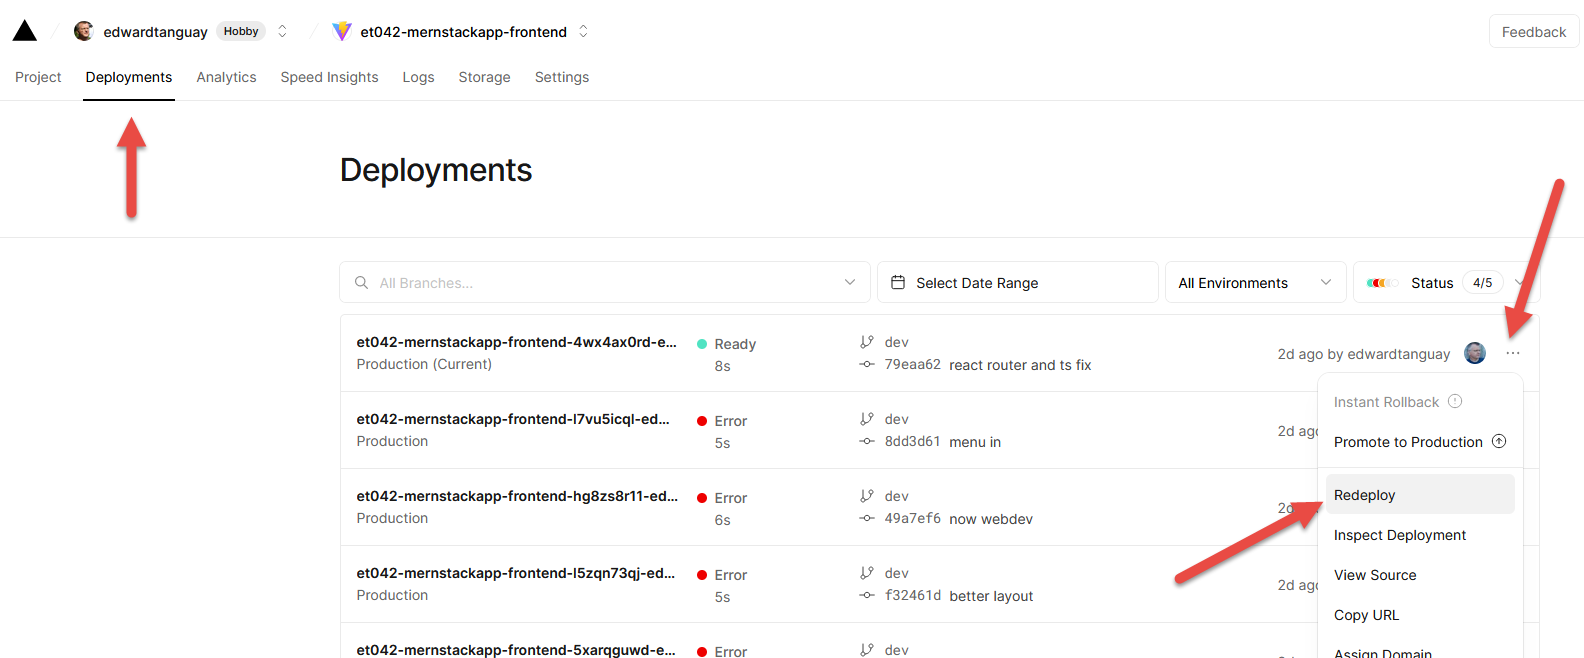 edwardtanguay Hobby et042-mernstackapp-frontend Feedback
Project Deployments Analytics Speed Insights Logs Storage Settings
Deployments
All Branches... Select Date Range All Environments Status 4/5
et042-mernstackapp-frontend-4wx4ax0rd-e... Ready dev
Production (Current) 8s 79eaa62 react router and ts fix 2d ago by edwardtanguay
et042-mernstackapp-frontend-l7vu5icql-ed... Error dev
Production 5s 8dd3d61 menu in 2d ago
et042-mernstackapp-frontend-hg8zs8r11-ed... Error dev
Production 6s 49a7ef6 now webdev 2d
et042-mernstackapp-frontend-l5zqn73qj-ed... Error dev
Production 5s f32461d better layout 2d ago
et042-mernstackapp-frontend-5xarqguwd-e... Error dev
Instant Rollback
Promote to Production
Redeploy
Inspect Deployment
View Source
Copy URL
Assign Domain